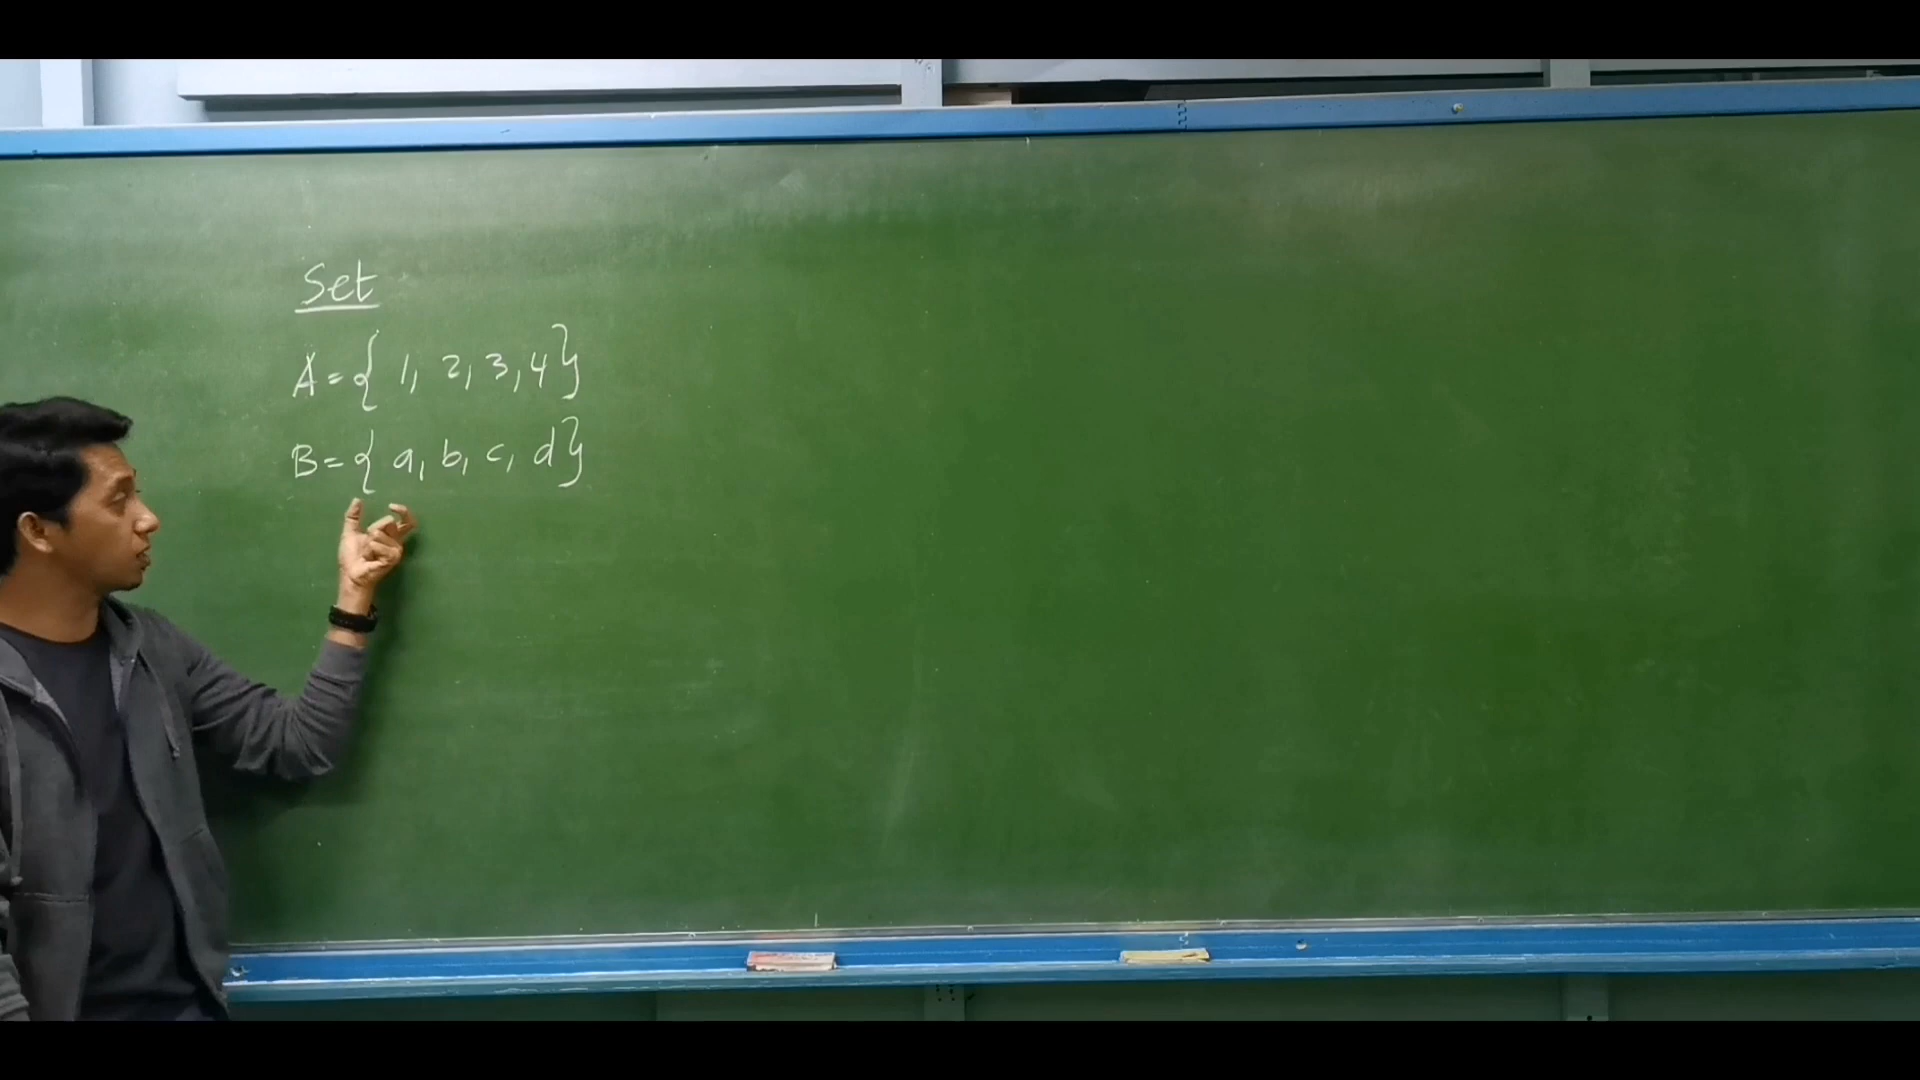 Set
A={ 1, 2, 3, 4}
B={ a, b, c, d}